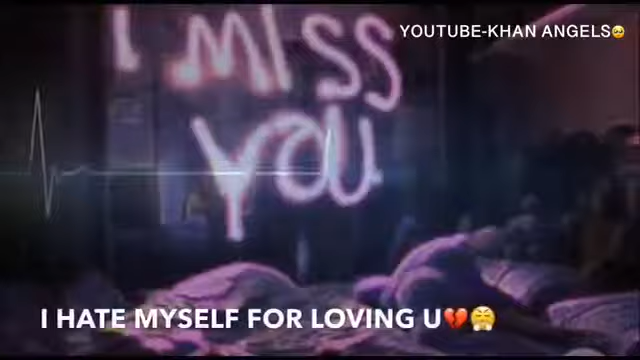 YOUTUBE-KHAN ANGELS🥺
I MISS
YOU
I HATE MYSELF FOR LOVING U💔😤